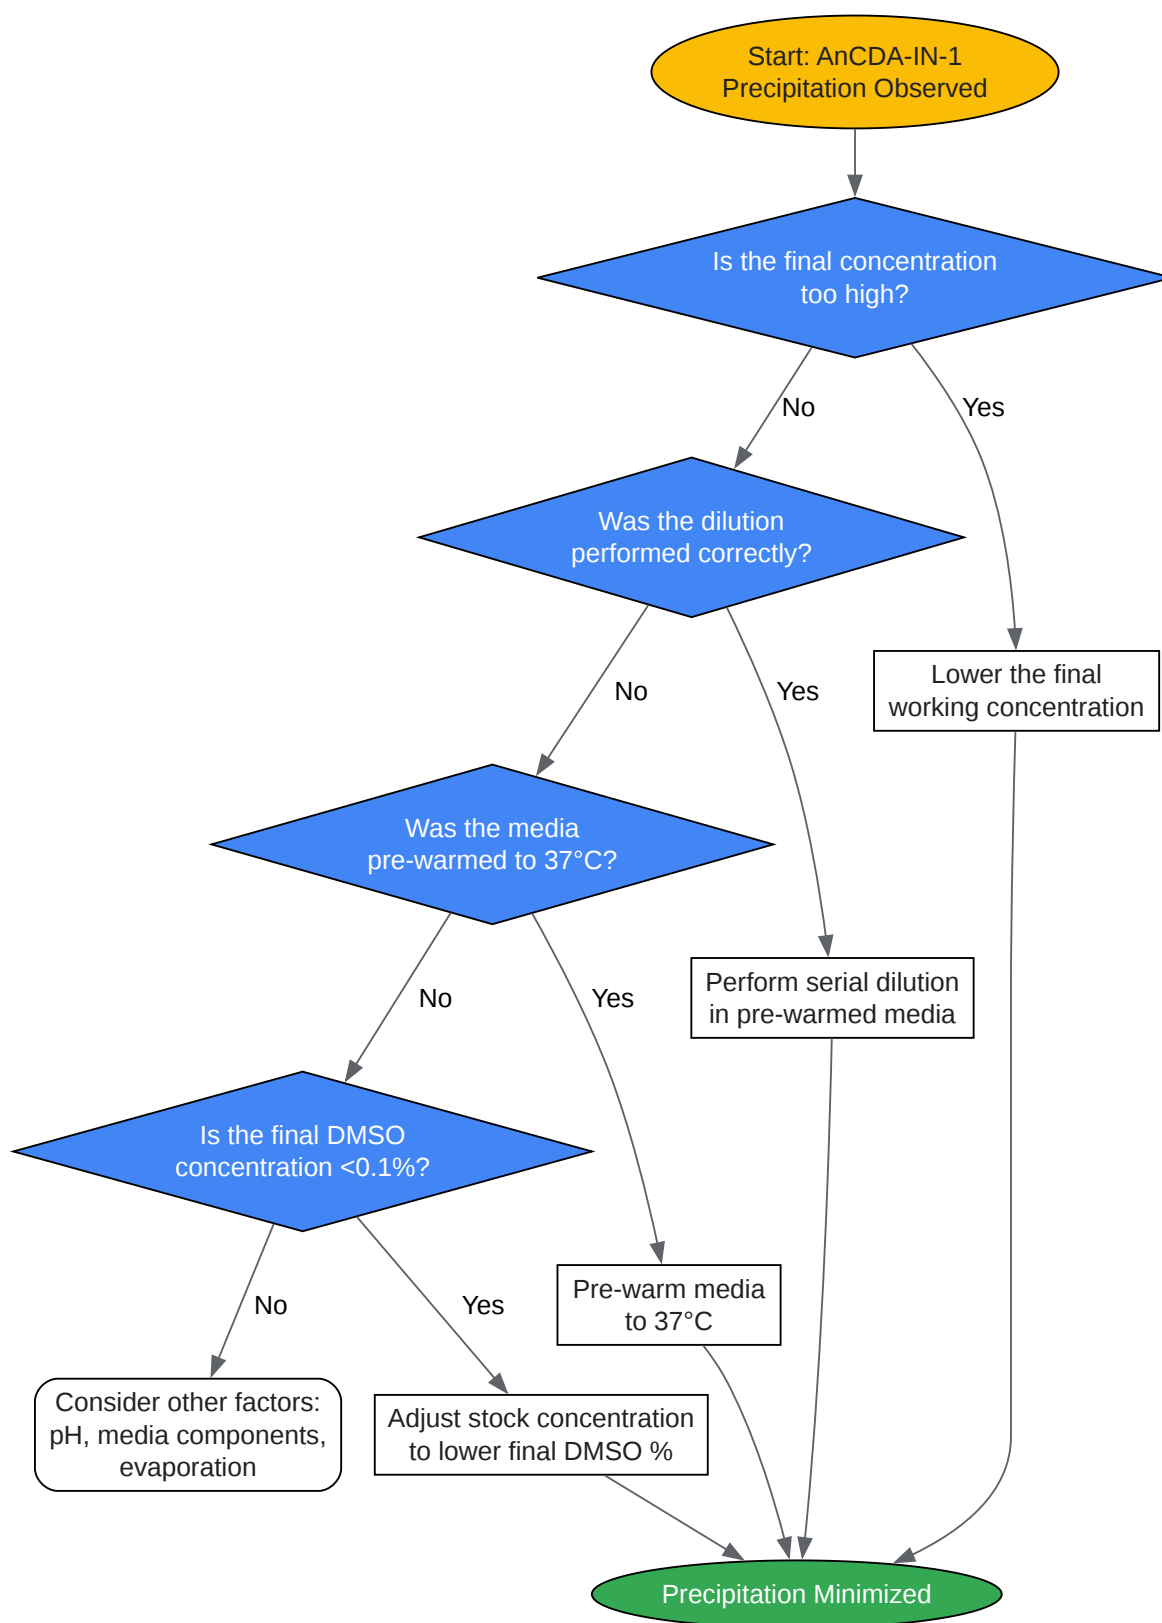 Start: AnCDA-IN-1
Precipitation Observed
Is the final concentration
too high?
No
Yes
Was the dilution
performed correctly?
No
Yes
Lower the final
working concentration
Was the media
pre-warmed to 37°C?
No
Yes
Perform serial dilution
in pre-warmed media
Is the final DMSO
concentration <0.1%?
No
Yes
Pre-warm media
to 37°C
Consider other factors:
pH, media components,
evaporation
Adjust stock concentration
to lower final DMSO %
Precipitation Minimized